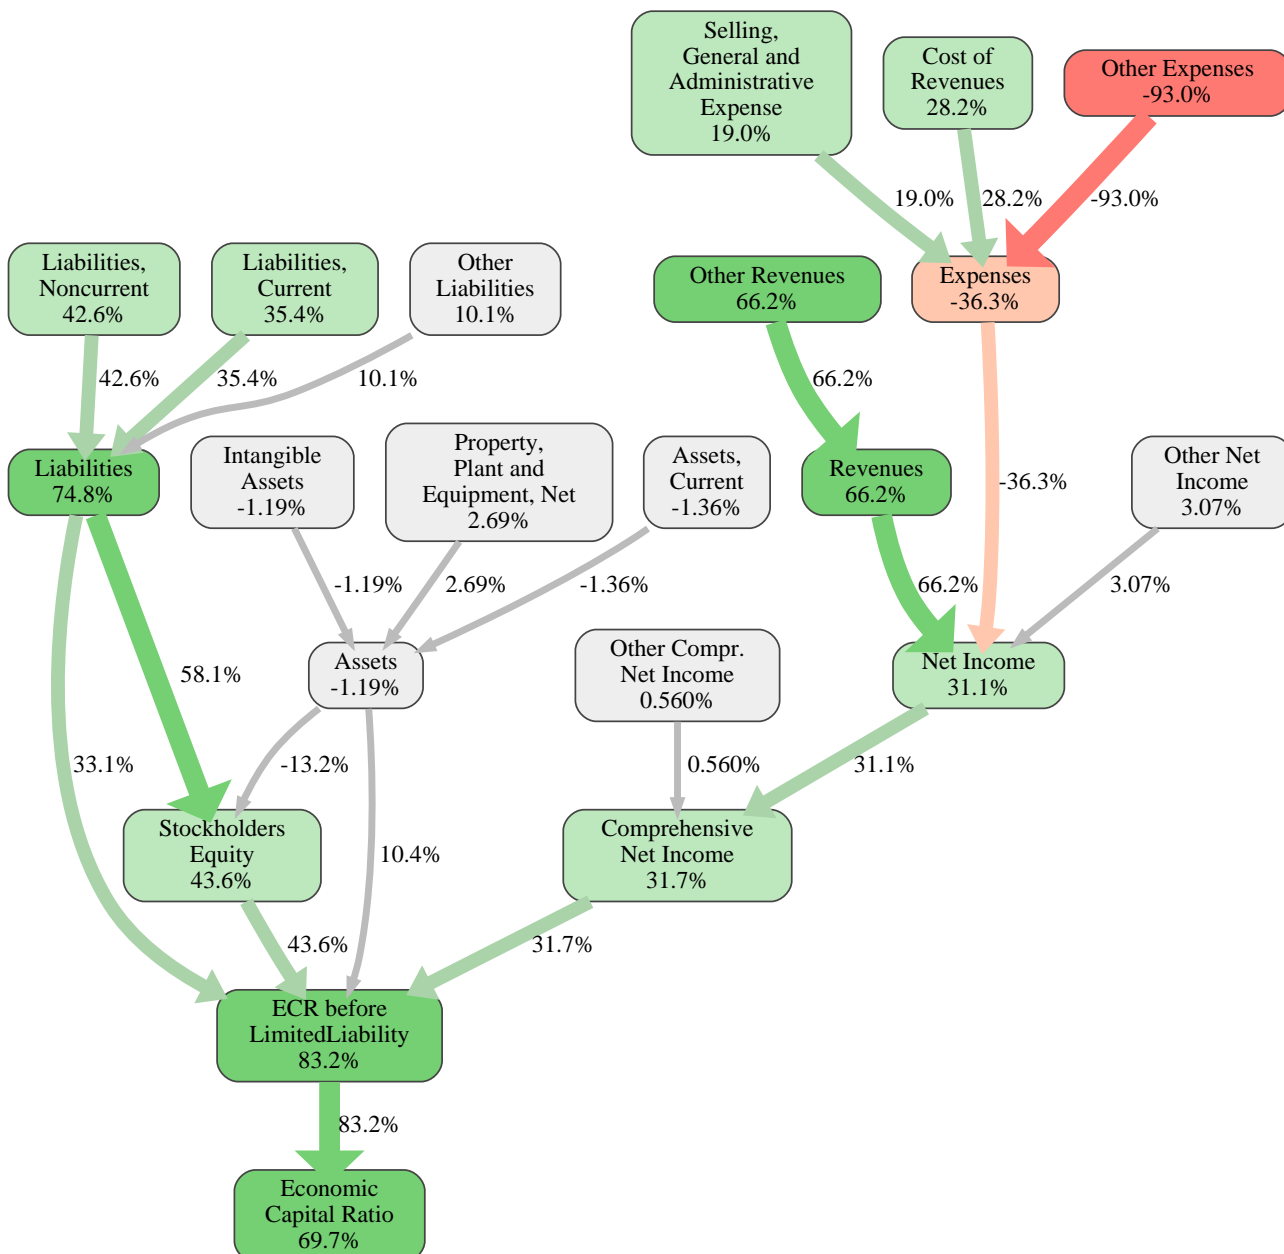 Selling,
General and
Administrative
Expense
19.0%
Cost of
Revenues
28.2%
Other Expenses
-93.0%
19.0%
28.2%
-93.0%
Liabilities,
Noncurrent
42.6%
Liabilities,
Current
35.4%
Other
Liabilities
10.1%
Other Revenues
66.2%
Expenses
-36.3%
42.6%
35.4%
10.1%
66.2%
Liabilities
74.8%
Intangible
Assets
-1.19%
Property,
Plant and
Equipment, Net
2.69%
Assets,
Current
-1.36%
Revenues
66.2%
-36.3%
Other Net
Income
3.07%
-1.19%
2.69%
-1.36%
66.2%
3.07%
58.1%
Assets
-1.19%
Other Compr.
Net Income
0.560%
Net Income
31.1%
33.1%
-13.2%
10.4%
0.560%
31.1%
Stockholders
Equity
43.6%
Comprehensive
Net Income
31.7%
43.6%
31.7%
ECR before
LimitedLiability
83.2%
83.2%
Economic
Capital Ratio
69.7%